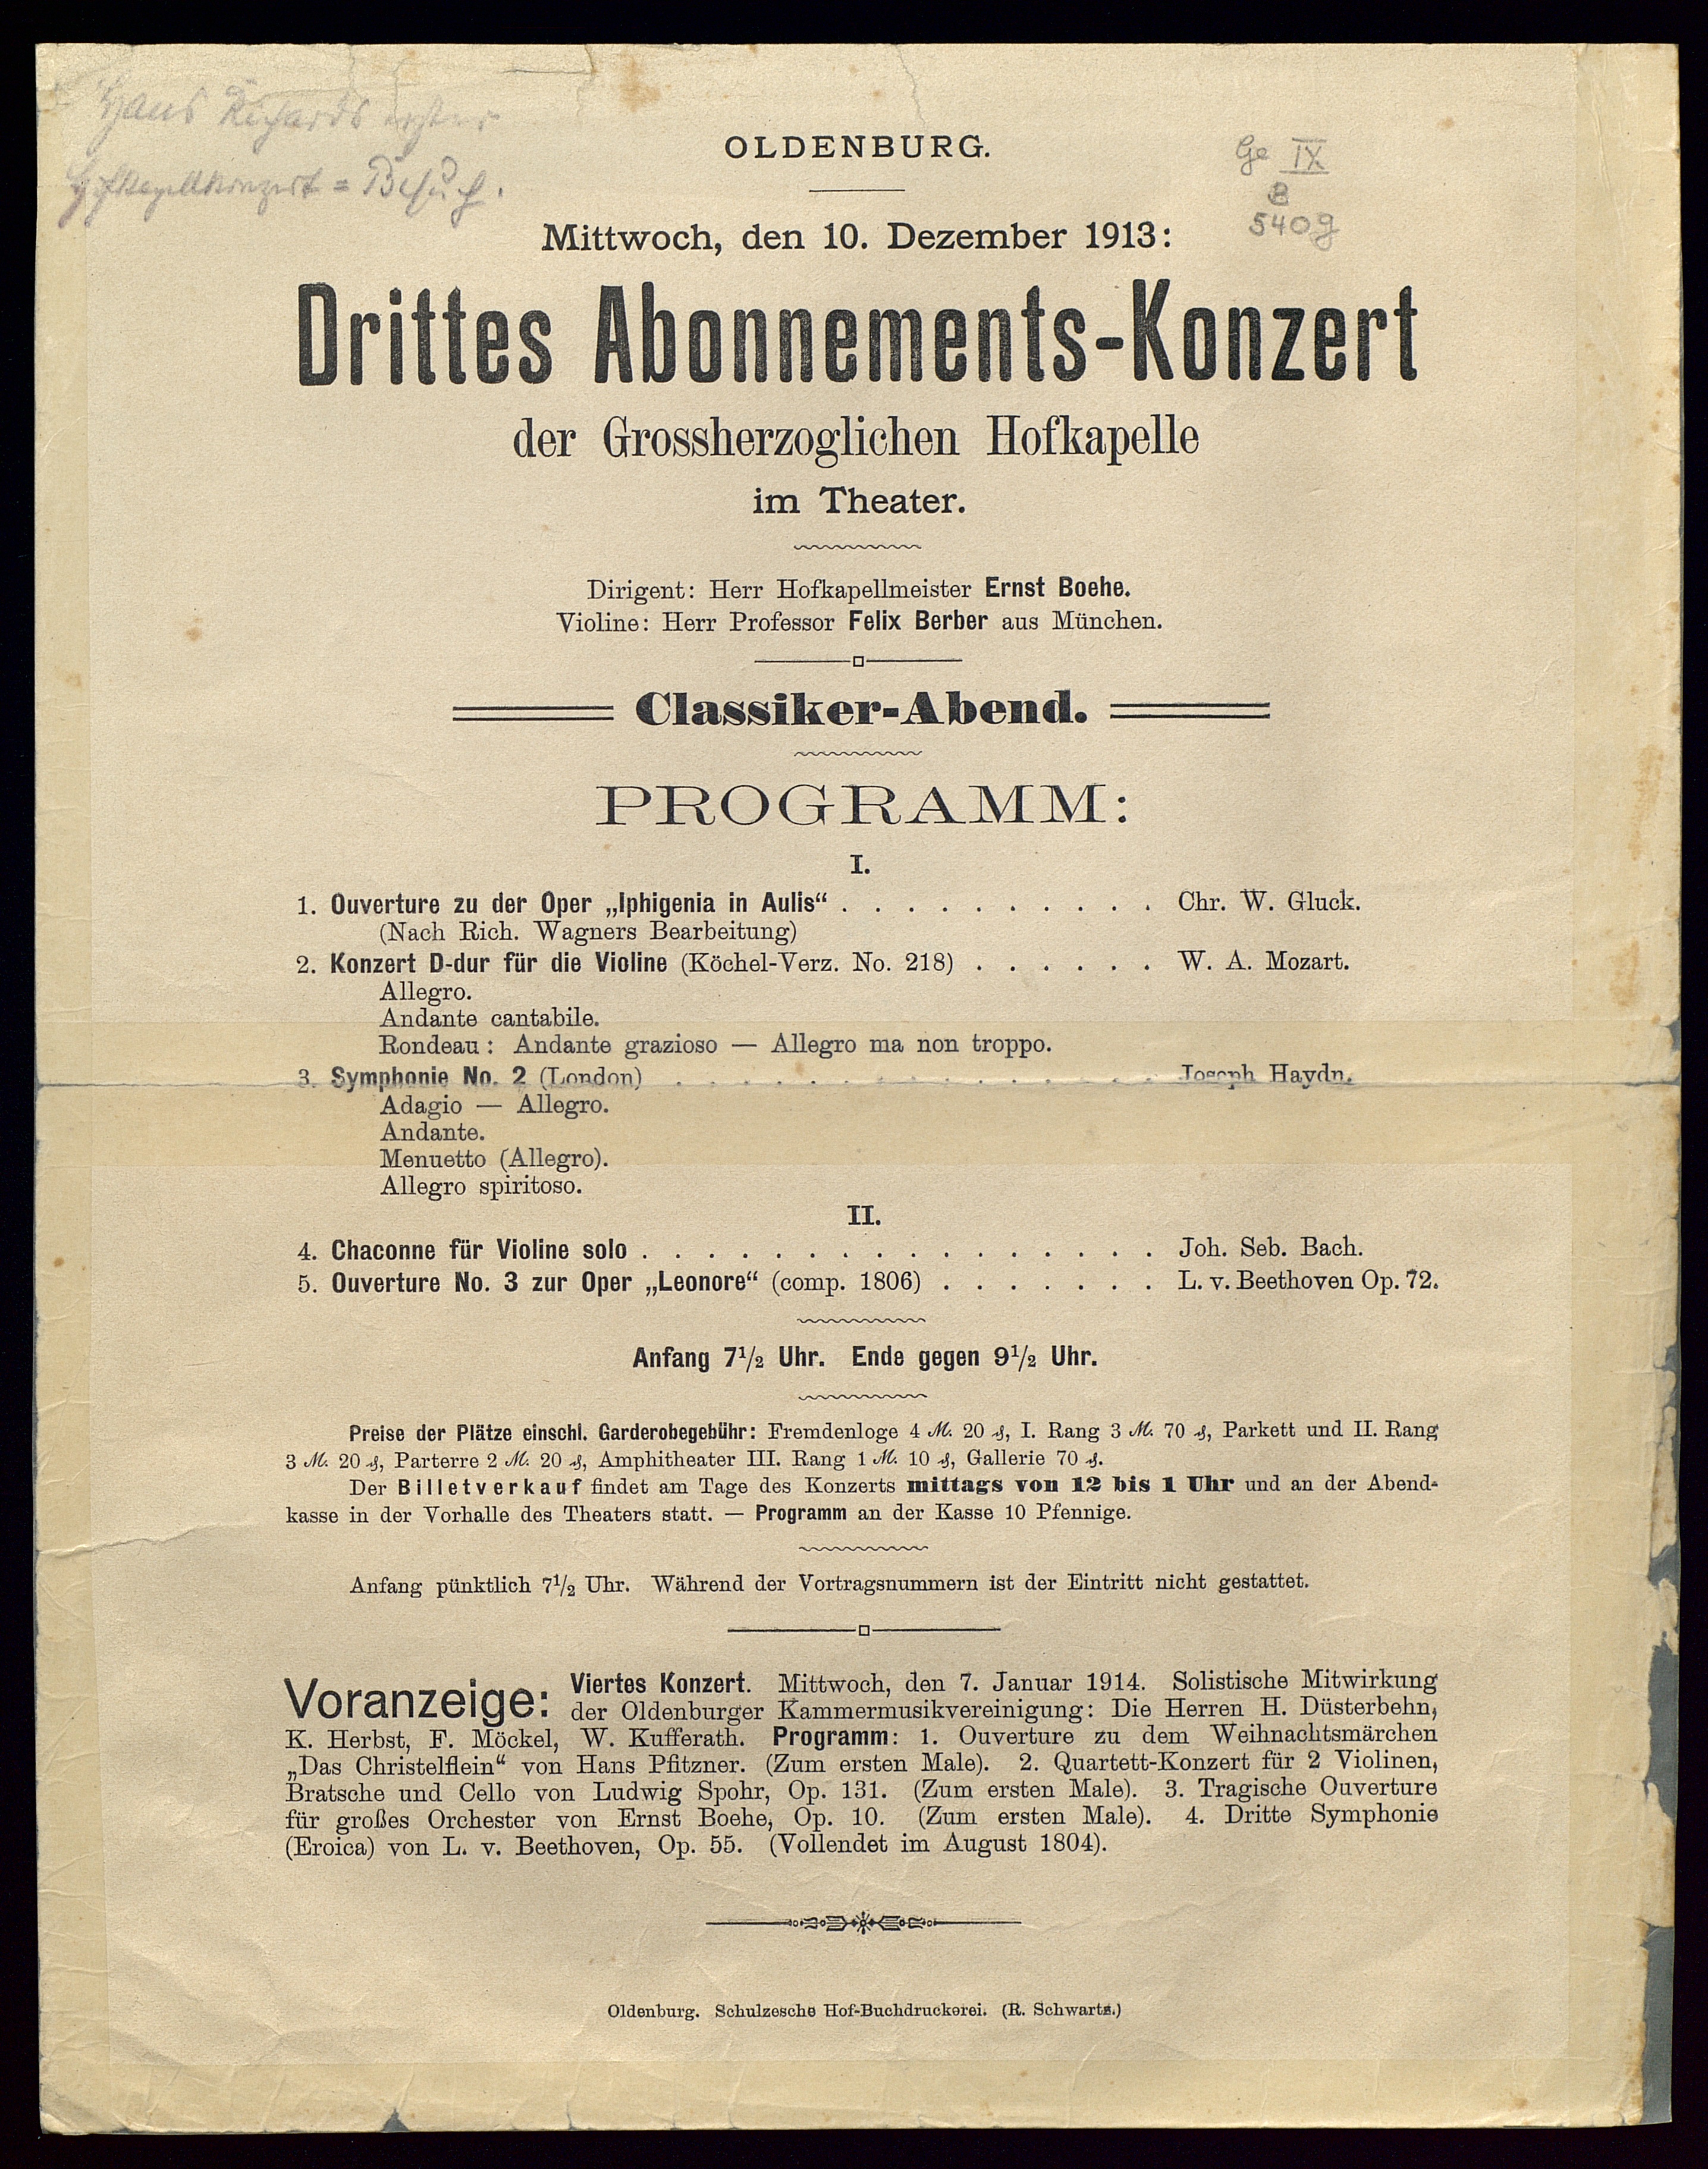 Hans Richards erster
Hofkapellkonzert = Besuch.
Ge IX
B
540g
OLDENBURG.
Mittwoch, den 10. Dezember 1913:
Drittes Abonnements-Konzert
der Grossherzoglichen Hofkapelle
im Theater.
Dirigent: Herr Hofkapellmeister Ernst Boehe.
Violine: Herr Professor Felix Berber aus München.
Classiker-Abend.
PROGRAMM:
I.
1. Ouverture zu der Oper „Iphigenia in Aulis“ . . . . . . . . . . Chr. W. Gluck.
(Nach Rich. Wagners Bearbeitung)
2. Konzert D-dur für die Violine (Köchel-Verz. No. 218) . . . . . . W. A. Mozart.
Allegro.
Andante cantabile.
Rondeau: Andante grazioso — Allegro ma non troppo.
3. Symphonie No. 2 (London) . . . . . . . . . . . . . . . Joseph Haydn.
Adagio — Allegro.
Andante.
Menuetto (Allegro).
Allegro spiritoso.
II.
4. Chaconne für Violine solo . . . . . . . . . . . . . . . . Joh. Seb. Bach.
5. Ouverture No. 3 zur Oper „Leonore“ (comp. 1806) . . . . . . . L. v. Beethoven Op. 72.
Anfang 7½ Uhr. Ende gegen 9½ Uhr.
Preise der Plätze einschl. Garderobegebühr: Fremdenloge 4 ℳ. 20 ₰, I. Rang 3 ℳ. 70 ₰, Parkett und II. Rang
3 ℳ. 20 ₰, Parterre 2 ℳ. 20 ₰, Amphitheater III. Rang 1 ℳ. 10 ₰, Gallerie 70 ₰.
Der Billetverkauf findet am Tage des Konzerts mittags von 12 bis 1 Uhr und an der Abend-
kasse in der Vorhalle des Theaters statt. — Programm an der Kasse 10 Pfennige.
Anfang pünktlich 7½ Uhr. Während der Vortragsnummern ist der Eintritt nicht gestattet.
Voranzeige: Viertes Konzert. Mittwoch, den 7. Januar 1914. Solistische Mitwirkung
der Oldenburger Kammermusikvereinigung: Die Herren H. Düsterbehn,
K. Herbst, F. Möckel, W. Kufferath. Programm: 1. Ouverture zu dem Weihnachtsmärchen
„Das Christelflein“ von Hans Pfitzner. (Zum ersten Male). 2. Quartett-Konzert für 2 Violinen,
Bratsche und Cello von Ludwig Spohr, Op. 131. (Zum ersten Male). 3. Tragische Ouverture
für großes Orchester von Ernst Boehe, Op. 10. (Zum ersten Male). 4. Dritte Symphonie
(Eroica) von L. v. Beethoven, Op. 55. (Vollendet im August 1804).
Oldenburg. Schulzesche Hof-Buchdruckerei. (R. Schwartz.)